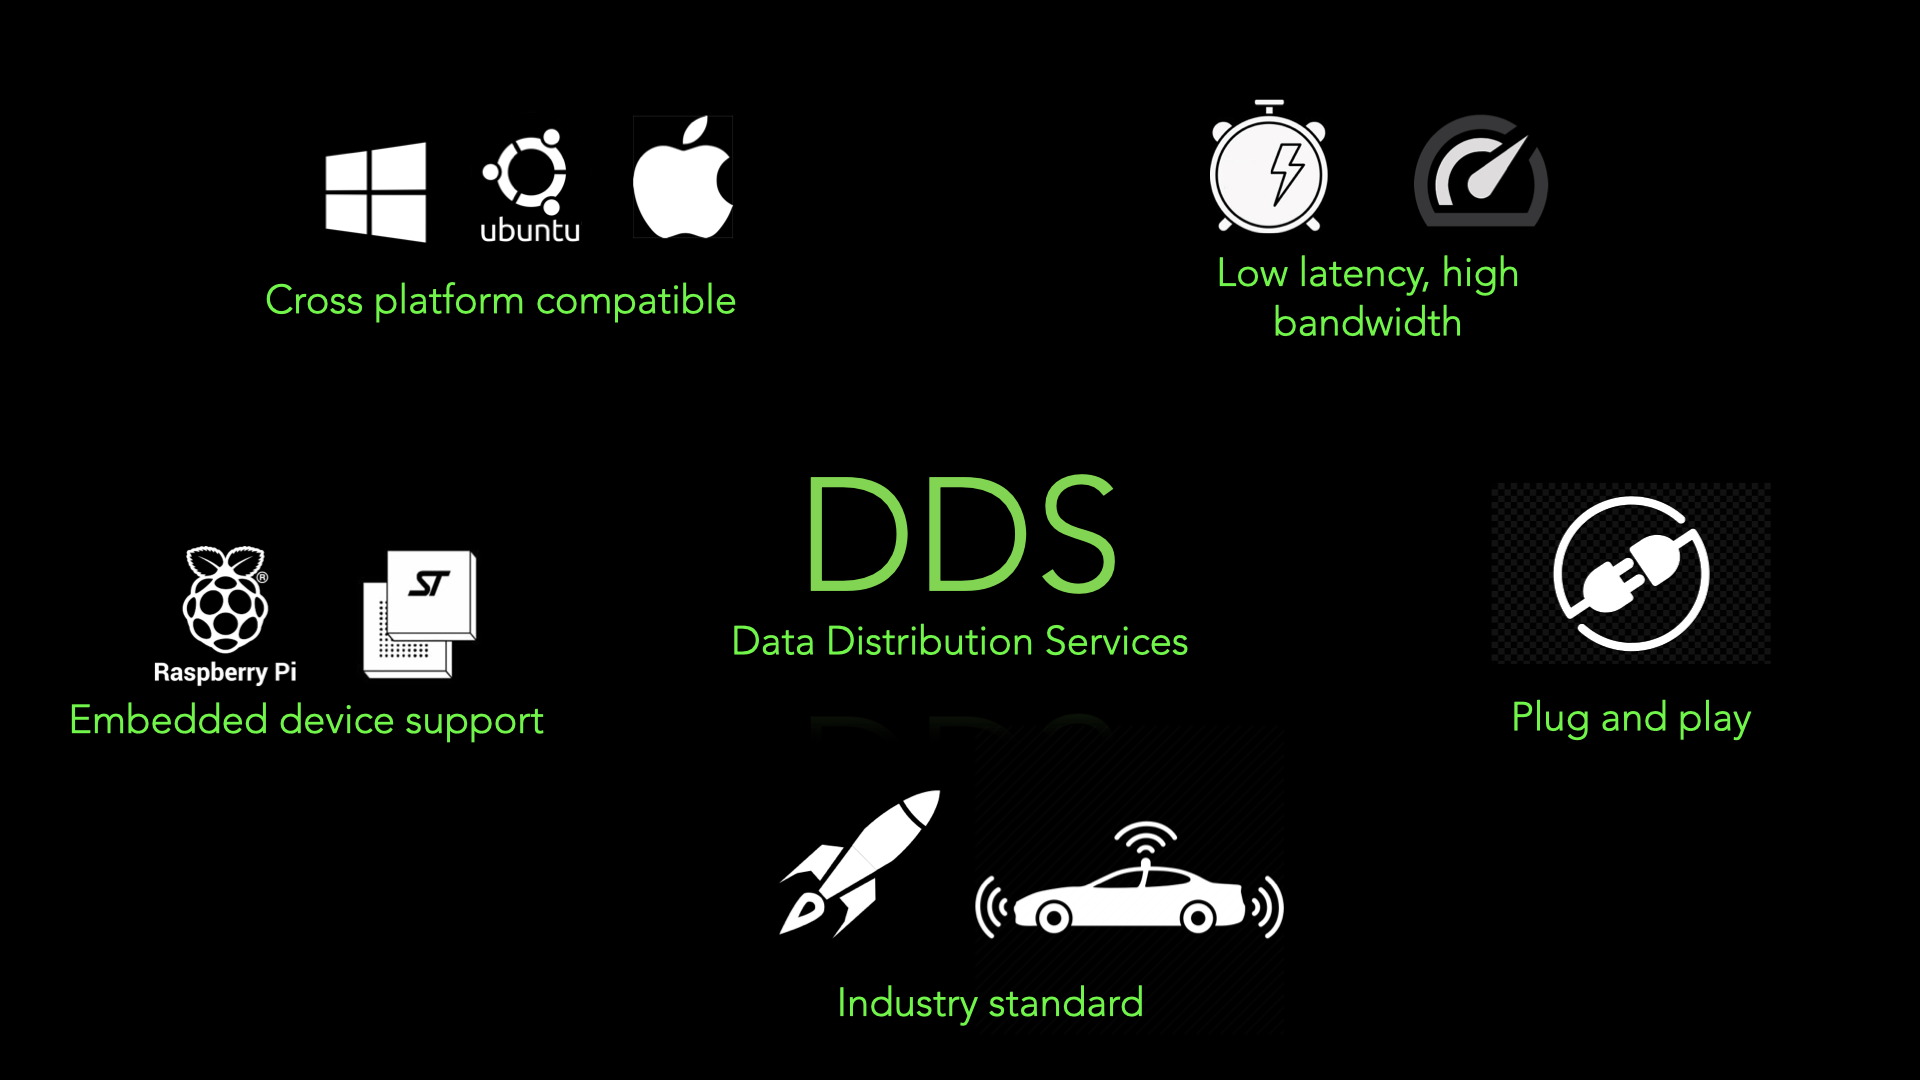 ubuntu
Cross platform compatible
Low latency, high
bandwidth
DDS
Data Distribution Services
ST
Raspberry Pi
®
Embedded device support
Plug and play
Industry standard